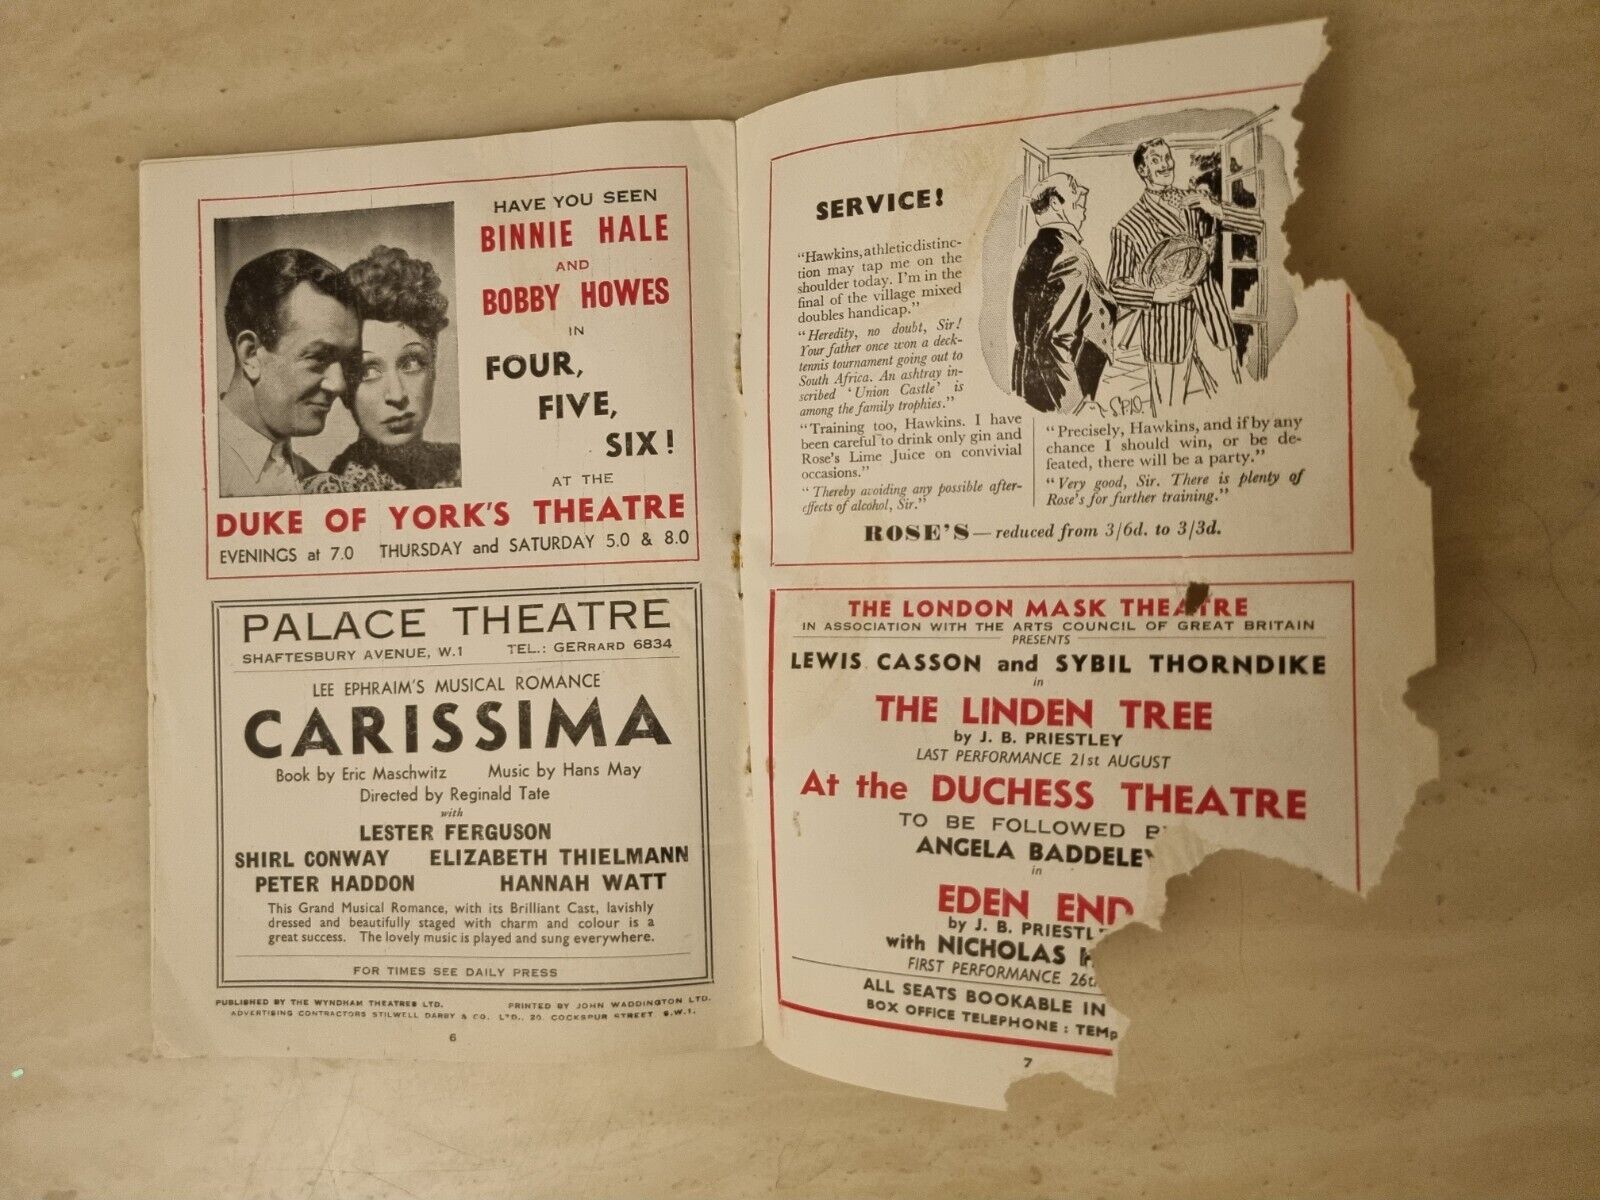 HAVE YOU SEEN
BINNIE HALE
AND
BOBBY HOWES
IN
FOUR,
FIVE,
SIX!
AT THE
DUKE OF YORK'S THEATRE
EVENINGS at 7.0 THURSDAY and SATURDAY 5.0 & 8.0
PALACE THEATRE
SHAFTESBURY AVENUE, W.1 TEL.: GERRARD 6834
LEE EPHRAIM'S MUSICAL ROMANCE
CARISSIMA
Book by Eric Maschwitz Music by Hans May
Directed by Reginald Tate
with
LESTER FERGUSON
SHIRL CONWAY ELIZABETH THIELMANN
PETER HADDON HANNAH WATT
This Grand Musical Romance, with its Brilliant Cast, lavishly
dressed and beautifully staged with charm and colour is a
great success. The lovely music is played and sung everywhere.
FOR TIMES SEE DAILY PRESS
PUBLISHED BY THE WYNDHAM THEATRES LTD. PRINTED BY JOHN WADDINGTON LTD.
ADVERTISING CONTRACTORS STILWELL DARBY & CO. LTD., 20, COCKSPUR STREET, S.W.1.
6
SERVICE!
"Hawkins, athletic distinc-
tion may tap me on the
shoulder today. I'm in the
final of the village mixed
doubles handicap."
"Heredity, no doubt, Sir!
Your father once won a deck-
tennis tournament going out to
South Africa. An ashtray in-
scribed 'Union Castle' is
among the family trophies."
"Training too, Hawkins. I have
been careful to drink only gin and
Rose's Lime Juice on convivial
occasions."
"Thereby avoiding any possible after-
effects of alcohol, Sir."
"Precisely, Hawkins, and if by any
chance I should win, or be de-
feated, there will be a party."
"Very good, Sir. There is plenty of
Rose's for further training."
ROSE'S—reduced from 3/6d. to 3/3d.
THE LONDON MASK THEATRE
IN ASSOCIATION WITH THE ARTS COUNCIL OF GREAT BRITAIN
PRESENTS
LEWIS CASSON and SYBIL THORNDIKE
in
THE LINDEN TREE
by J. B. PRIESTLEY
LAST PERFORMANCE 21st AUGUST
At the DUCHESS THEATRE
TO BE FOLLOWED B
ANGELA BADDELEY
in
EDEN END
by J. B. PRIESTL
with NICHOLAS H
FIRST PERFORMANCE 26t
ALL SEATS BOOKABLE IN
BOX OFFICE TELEPHONE : TEMp
7